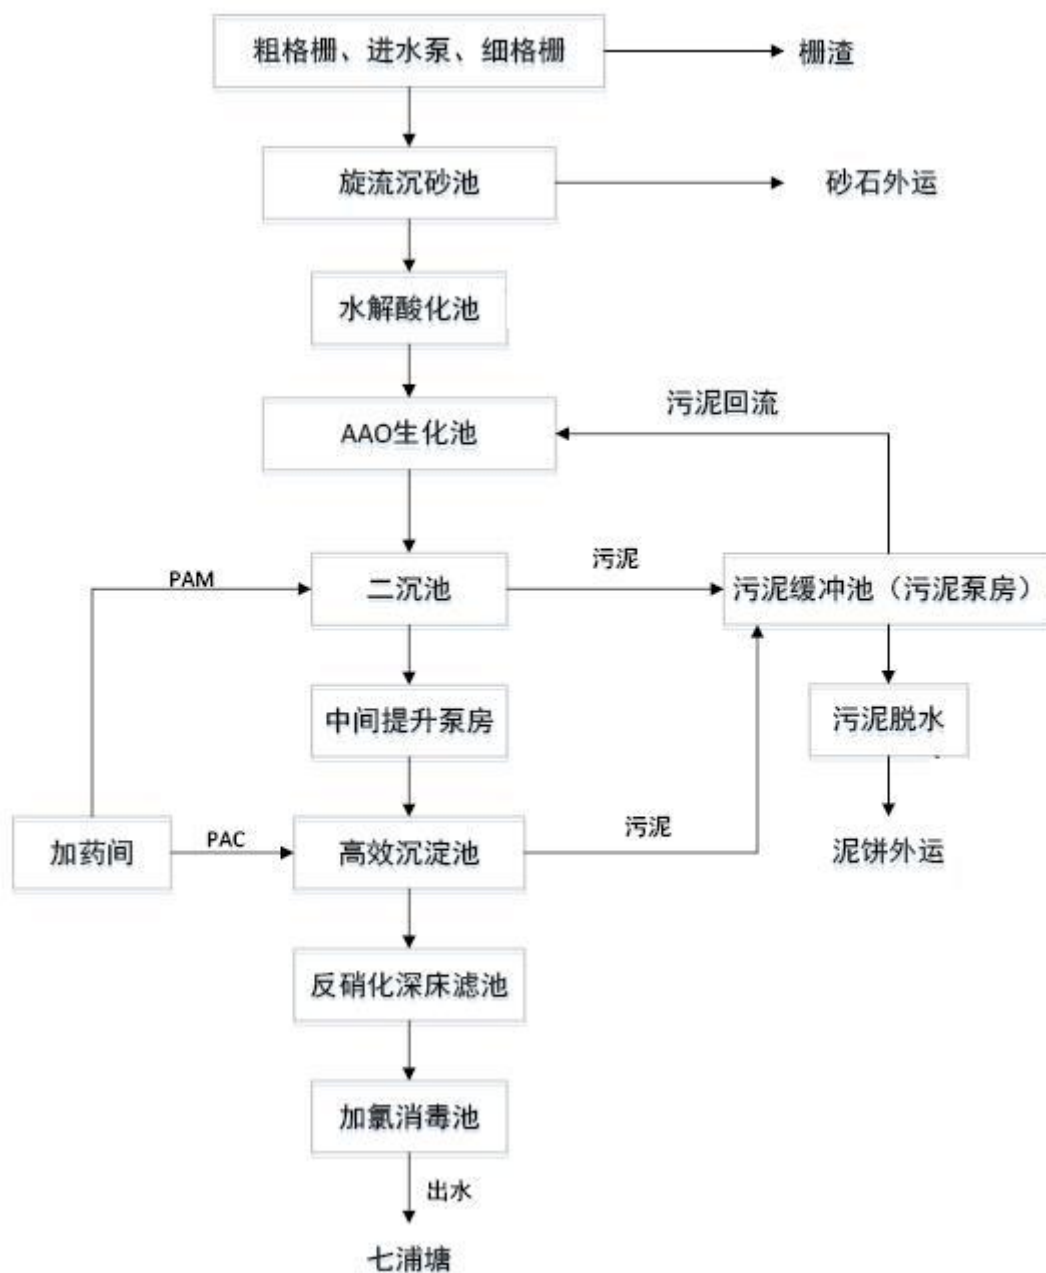 粗格栅、进水泵、细格栅
栅渣
旋流沉砂池
砂石外运
水解酸化池
污泥回流
AAO生化池
污泥
PAM
二沉池
污泥缓冲池（污泥泵房）
中间提升泵房
污泥脱水
加药间
PAC
高效沉淀池
污泥
泥饼外运
反硝化深床滤池
加氯消毒池
出水
七浦塘